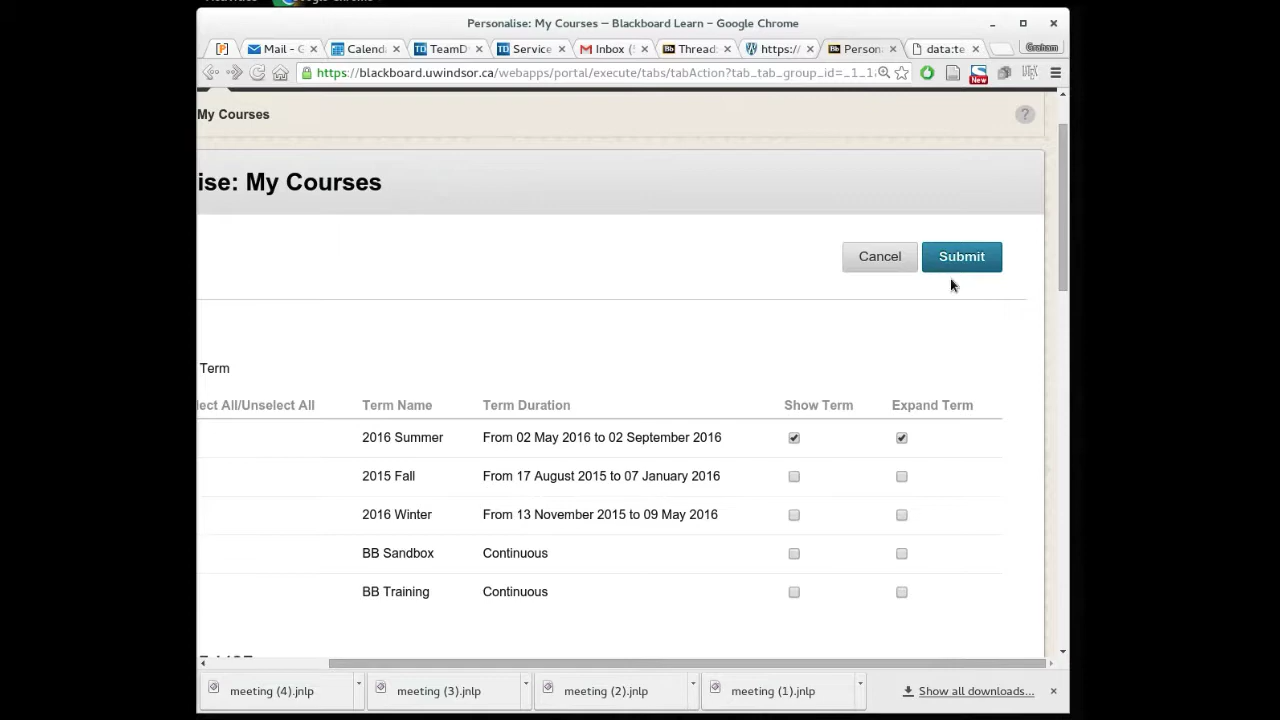 Personalise: My Courses – Blackboard Learn – Google Chrome
Mail - G
Calend
TeamD
Service
Inbox (
Thread
https:/
Person
data:te
Graham
https://blackboard.uwindsor.ca/webapps/portal/execute/tabs/tabAction?tab_tab_group_id=_1_1
New
My Courses
?
ise: My Courses
Cancel
Submit
Term
lect All/Unselect All
Term Name
Term Duration
Show Term
Expand Term
2016 Summer
From 02 May 2016 to 02 September 2016
2015 Fall
From 17 August 2015 to 07 January 2016
2016 Winter
From 13 November 2015 to 09 May 2016
BB Sandbox
Continuous
BB Training
Continuous
meeting (4).jnlp
meeting (3).jnlp
meeting (2).jnlp
meeting (1).jnlp
Show all downloads...